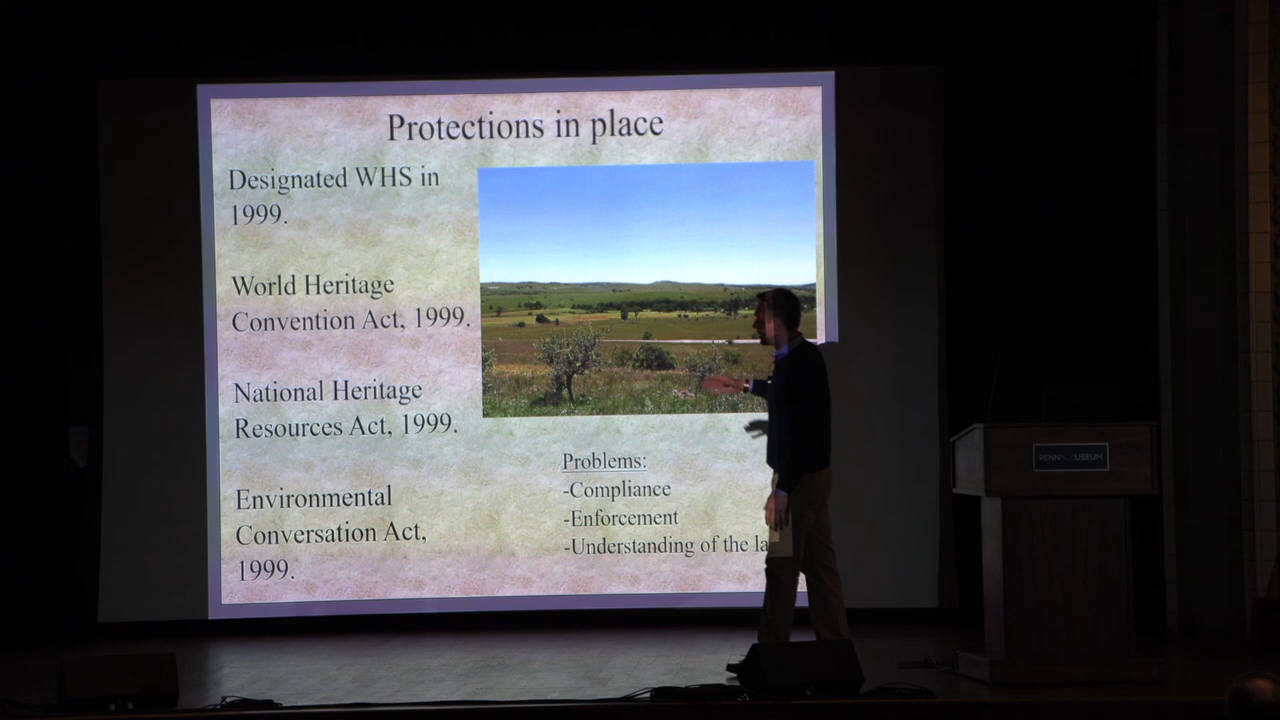 Protections in place
Designated WHS in
1999.
World Heritage
Convention Act, 1999.
National Heritage
Resources Act, 1999.
Environmental
Conversation Act,
1999.
Problems:
-Compliance
-Enforcement
-Understanding of the
PENN MUSEUM